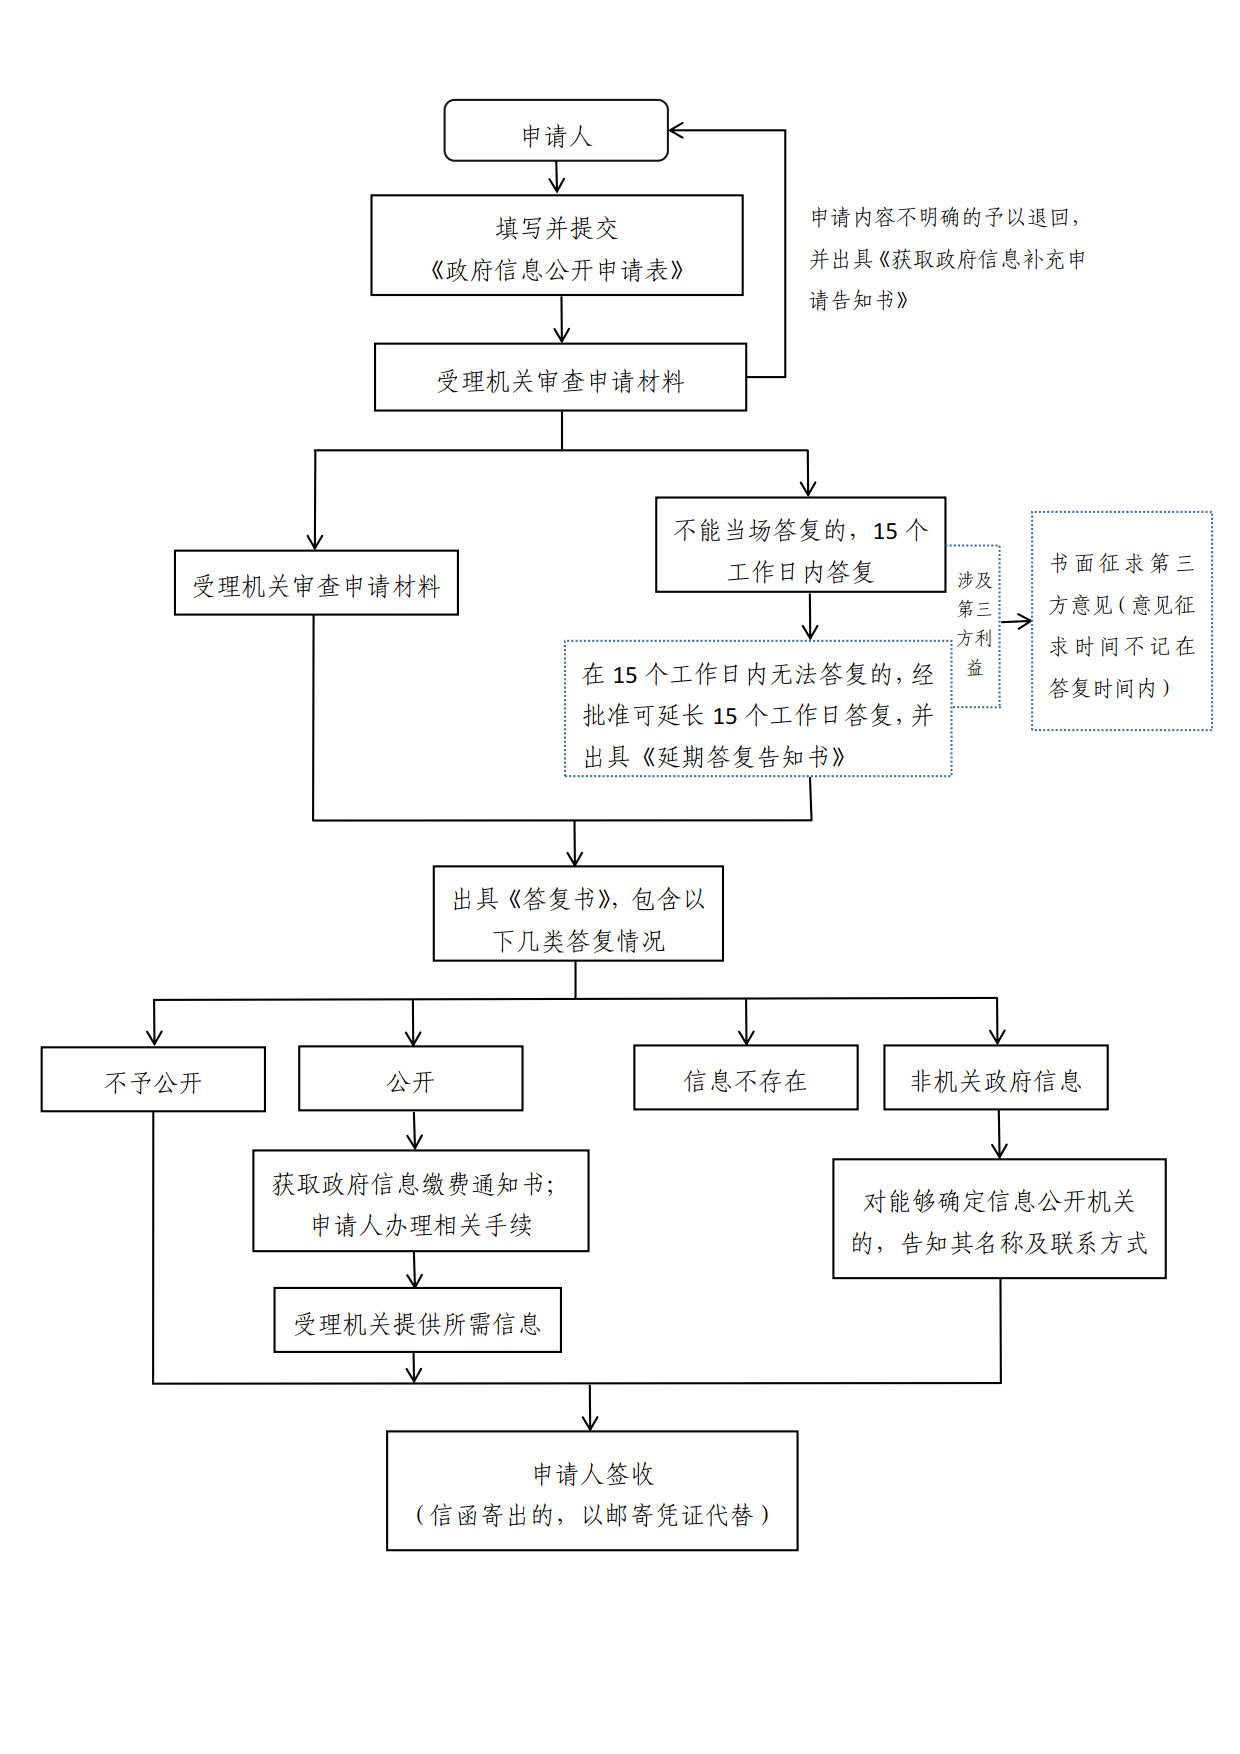 申请人
填写并提交
《政府信息公开申请表》
申请内容不明确的予以退回，
并出具《获取政府信息补充申
请告知书》
受理机关审查申请材料
受理机关审查申请材料
不能当场答复的，15 个
工作日内答复
涉及
第三
方利
益
书面征求第三
方意见（意见征
求时间不记在
答复时间内）
在 15 个工作日内无法答复的，经
批准可延长 15 个工作日答复，并
出具《延期答复告知书》
出具《答复书》，包含以
下几类答复情况
不予公开
公开
信息不存在
非机关政府信息
获取政府信息缴费通知书；
申请人办理相关手续
对能够确定信息公开机关
的，告知其名称及联系方式
受理机关提供所需信息
申请人签收
（信函寄出的，以邮寄凭证代替）